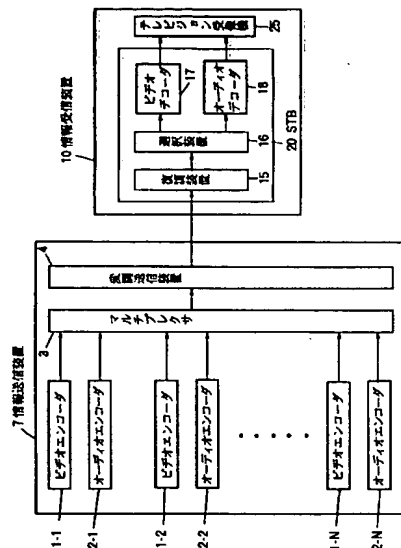 7 情報送信装置
1-1
ビデオエンコーダ
2-1
オーディオエンコーダ
1-2
ビデオエンコーダ
2-2
オーディオエンコーダ
1-N
ビデオエンコーダ
2-N
オーディオエンコーダ
3
マルチプレクサ
4
変調送信装置
10 情報受信装置
15
復調装置
16
選択装置
17
ビデオ
デコーダ
18
オーディオ
デコーダ
20 STB
25
テレビジョン受像機